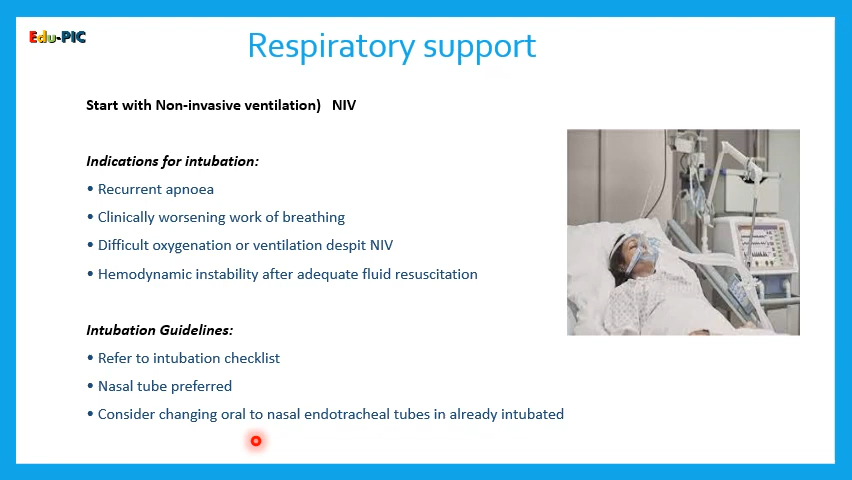 Edu-PIC
Respiratory support
Start with Non-invasive ventilation) NIV
Indications for intubation:
• Recurrent apnoea
• Clinically worsening work of breathing
• Difficult oxygenation or ventilation despit NIV
• Hemodynamic instability after adequate fluid resuscitation
Intubation Guidelines:
• Refer to intubation checklist
• Nasal tube preferred
• Consider changing oral to nasal endotracheal tubes in already intubated